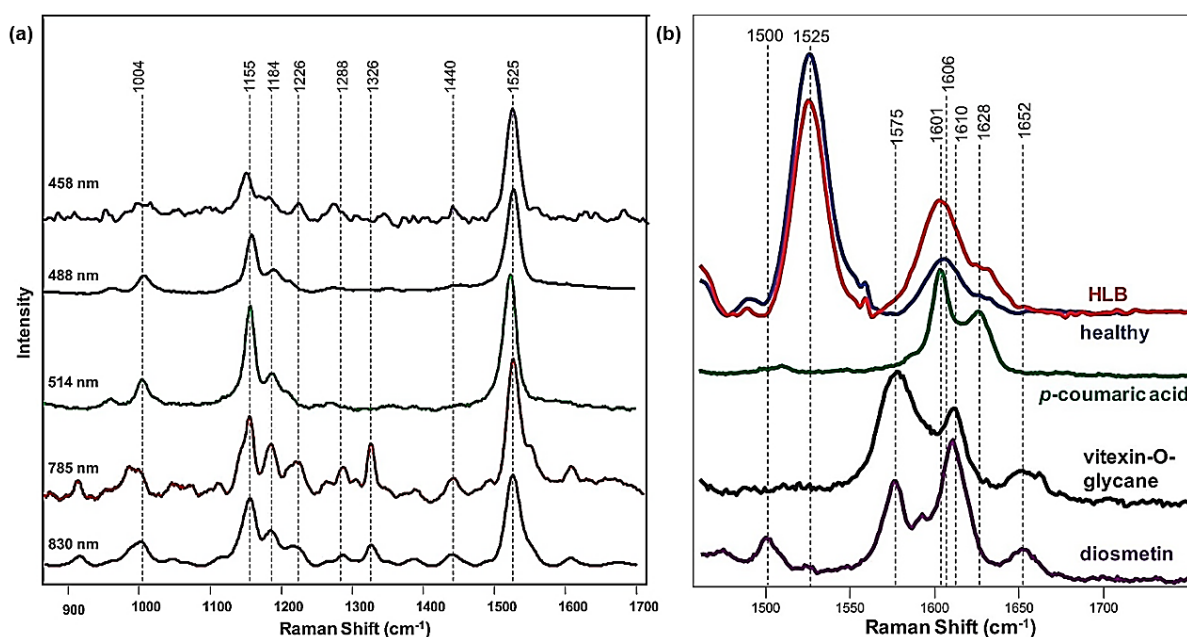 (a)
1004
1155
1184
1226
1288
1326
1440
1525
458 nm
488 nm
514 nm
785 nm
830 nm
Intensity
900 1000 1100 1200 1300 1400 1500 1600 1700
Raman Shift (cm⁻¹)
(b)
1500
1525
1575
1601
1606
1610
1628
1652
HLB
healthy
p-coumaric acid
vitexin-O-
glycane
diosmetin
1500 1550 1600 1650 1700
Raman Shift (cm⁻¹)